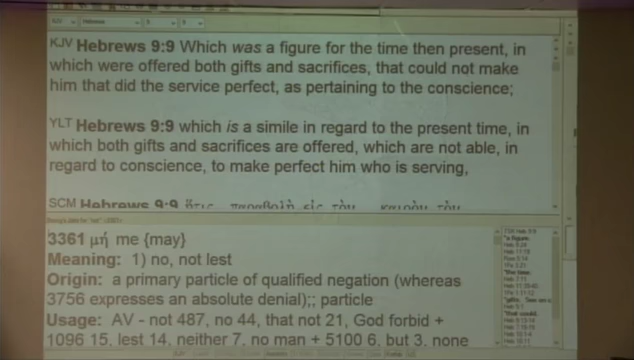 KJV Hebrews 9:9 Which was a figure for the time then present, in
which were offered both gifts and sacrifices, that could not make
him that did the service perfect, as pertaining to the conscience;
YLT Hebrews 9:9 which is a simile in regard to the present time, in
which both gifts and sacrifices are offered, which are not able, in
regard to conscience, to make perfect him who is serving,
SCM Hebrews 9:9 ἥτις παραβολὴ εἰς τὸν καιρὸν τὸν
3361 μή me {may}
Meaning: 1) no, not lest
Origin: a primary particle of qualified negation (whereas
3756 expresses an absolute denial);; particle
Usage: AV - not 487, no 44, that not 21, God forbid +
1096 15, lest 14, neither 7, no man + 5100 6, but 3, none